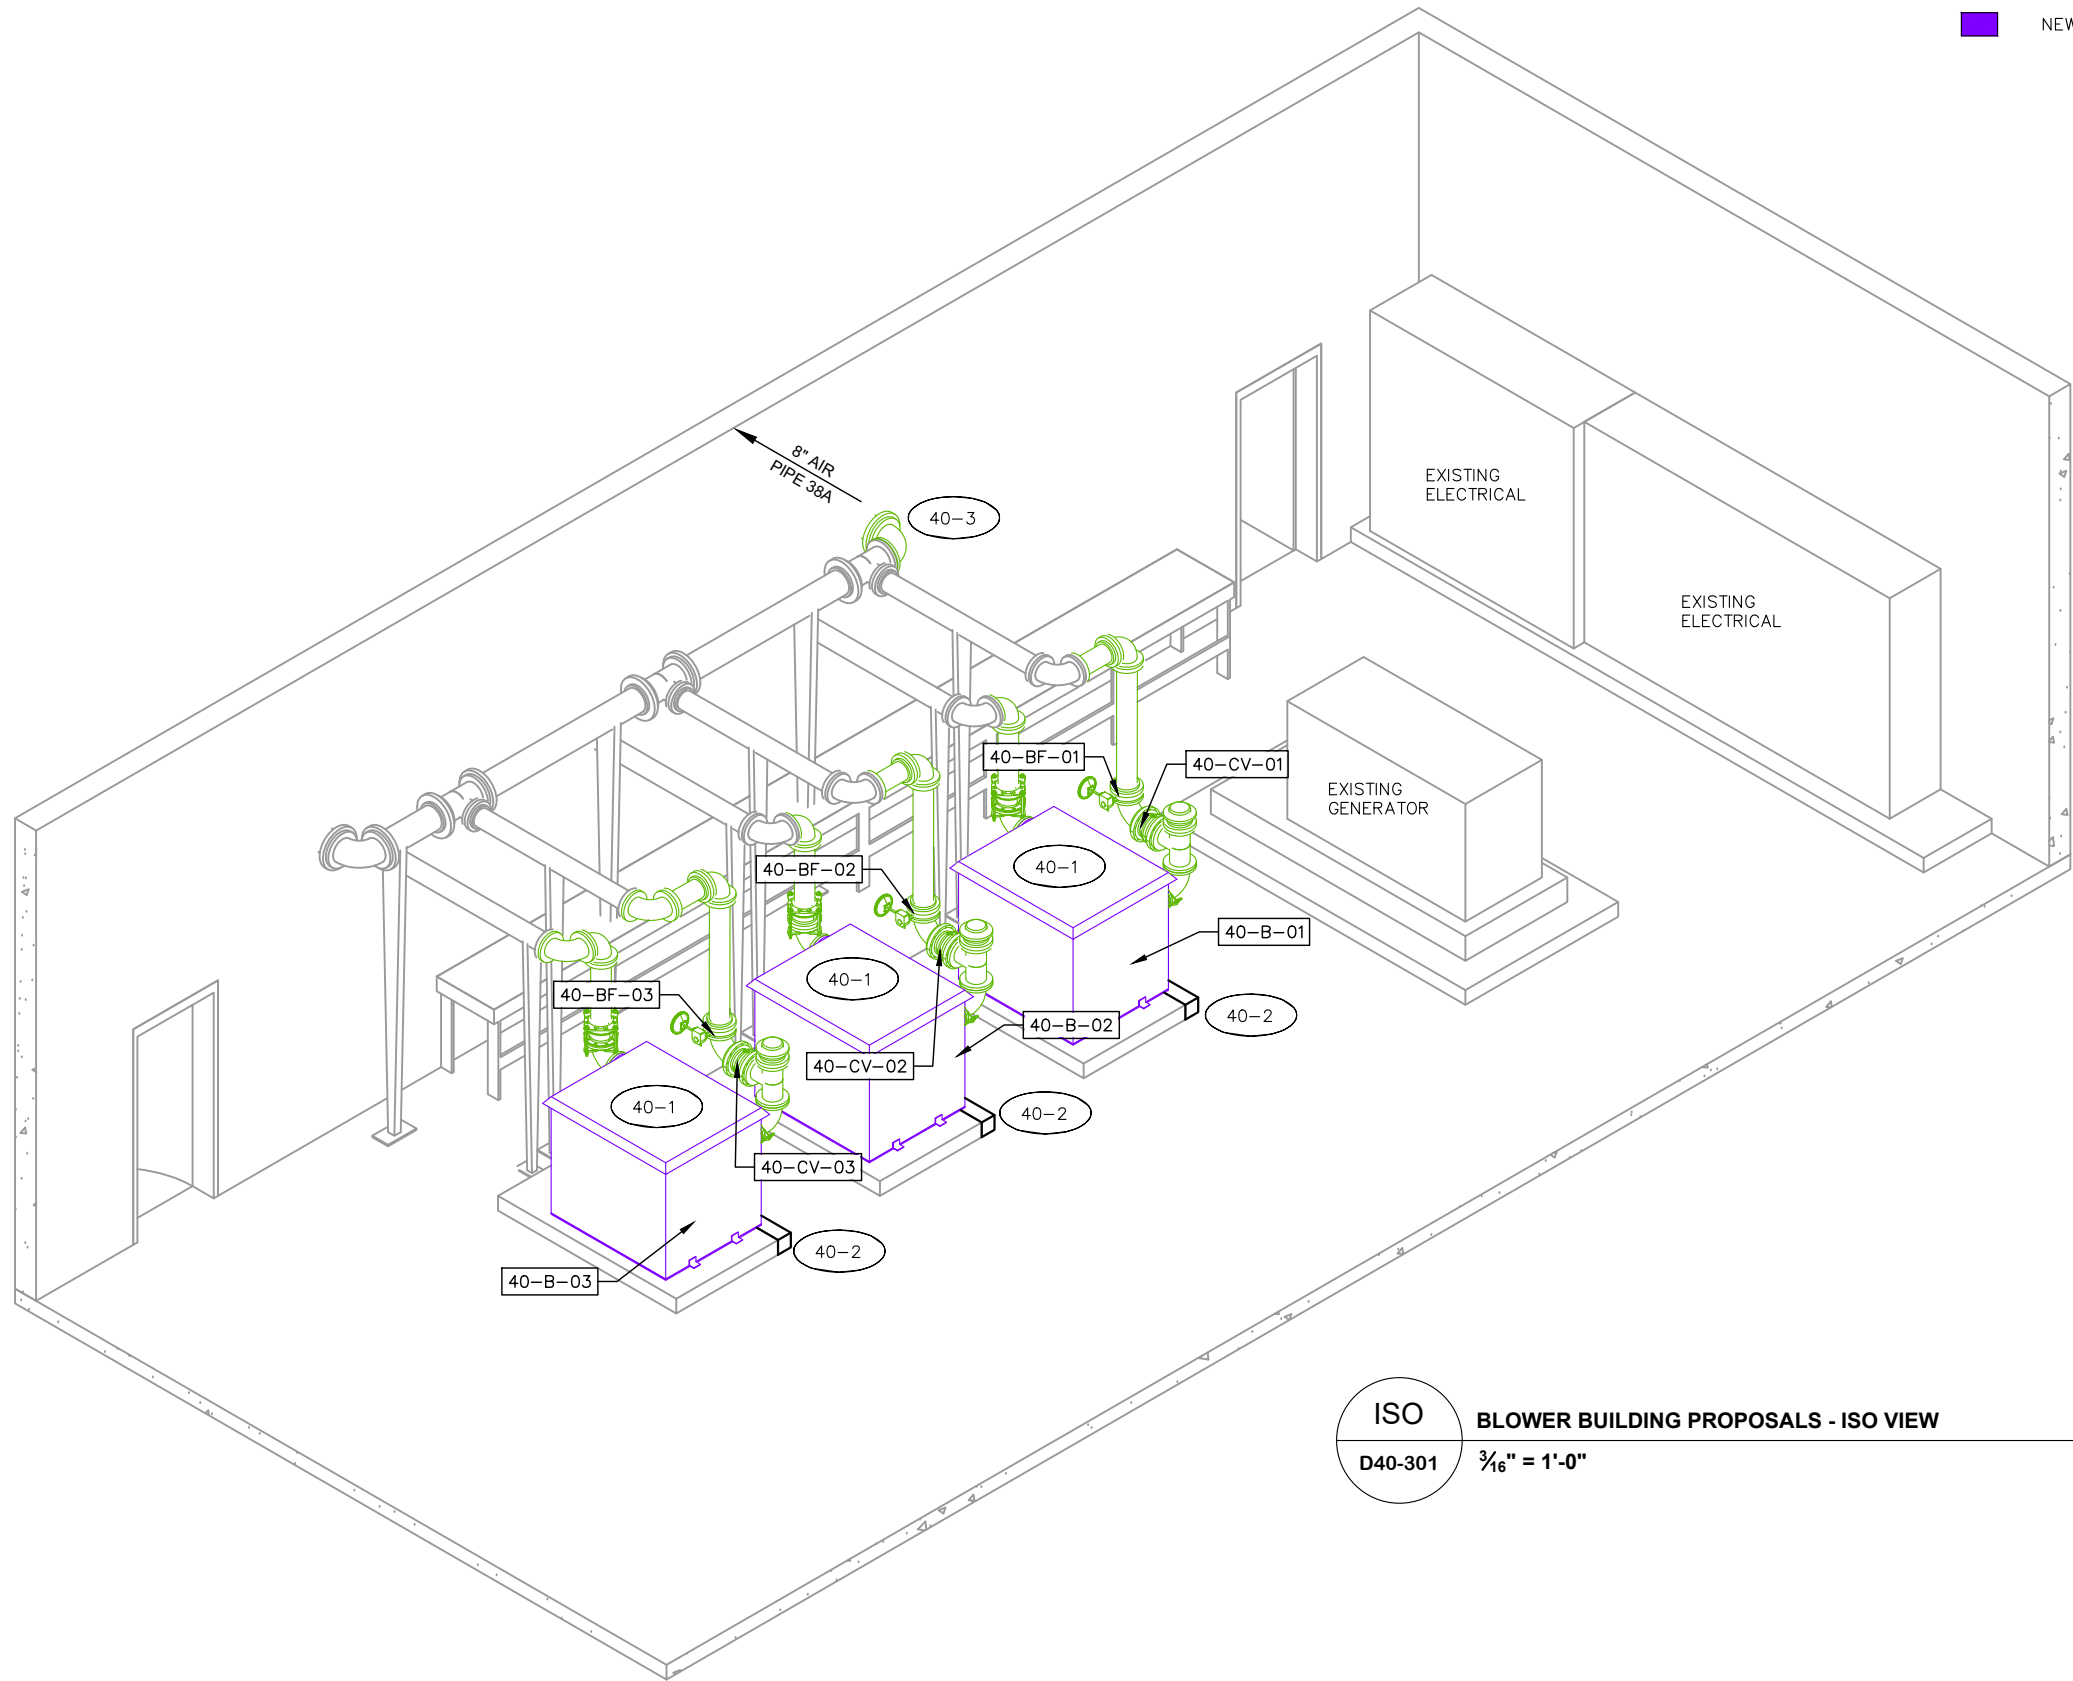 NEW
8" AIR
PIPE 38A
40-3
EXISTING
ELECTRICAL
EXISTING
ELECTRICAL
40-BF-01
40-CV-01
EXISTING
GENERATOR
40-BF-02
40-1
40-B-01
40-1
40-BF-03
40-2
40-B-02
40-CV-02
40-1
40-2
40-CV-03
40-2
40-B-03
ISO
BLOWER BUILDING PROPOSALS - ISO VIEW
D40-301
3/16" = 1'-0"